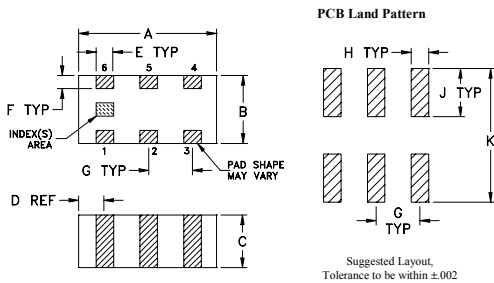 PCB Land Pattern
A
E TYP
6 5 4
F TYP
B
INDEX(S)
AREA
1 2 3
G TYP
PAD SHAPE
MAY VARY
D REF
C
H TYP
J TYP
K
G
TYP
Suggested Layout,
Tolerance to be within ±.002